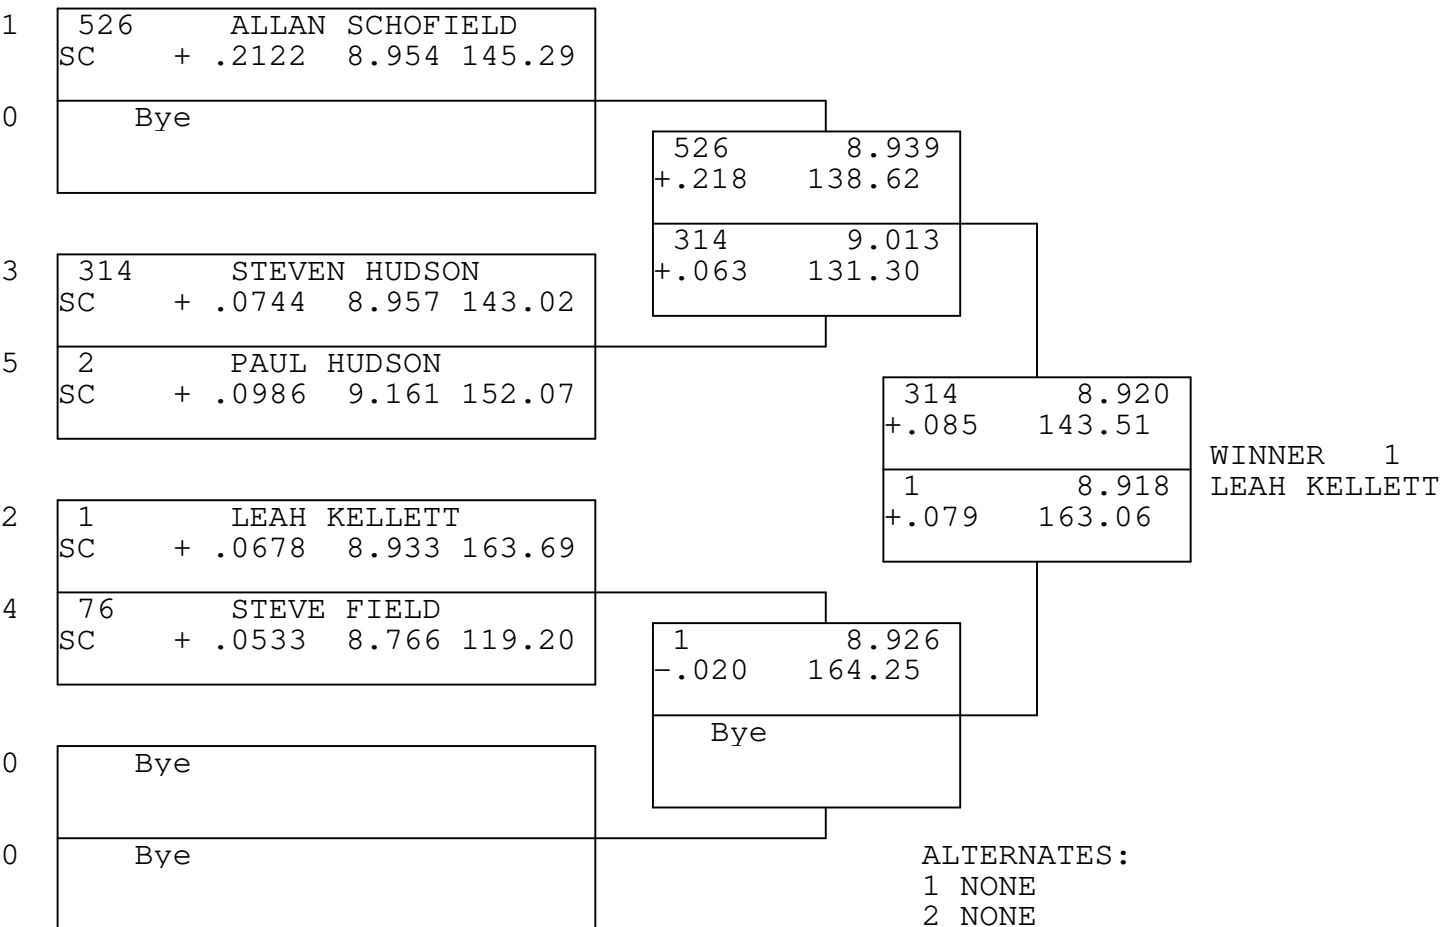 1 526 ALLAN SCHOFIELD
SC + .2122 8.954 145.29
0 Bye
526 8.939
+.218 138.62
314 9.013
+.063 131.30
3 314 STEVEN HUDSON
SC + .0744 8.957 143.02
5 2 PAUL HUDSON
SC + .0986 9.161 152.07
314 8.920
+.085 143.51
1 8.918
+.079 163.06
WINNER 1
LEAH KELLETT
2 1 LEAH KELLETT
SC + .0678 8.933 163.69
4 76 STEVE FIELD
SC + .0533 8.766 119.20
1 8.926
-.020 164.25
Bye
0 Bye
0 Bye
ALTERNATES:
1 NONE
2 NONE